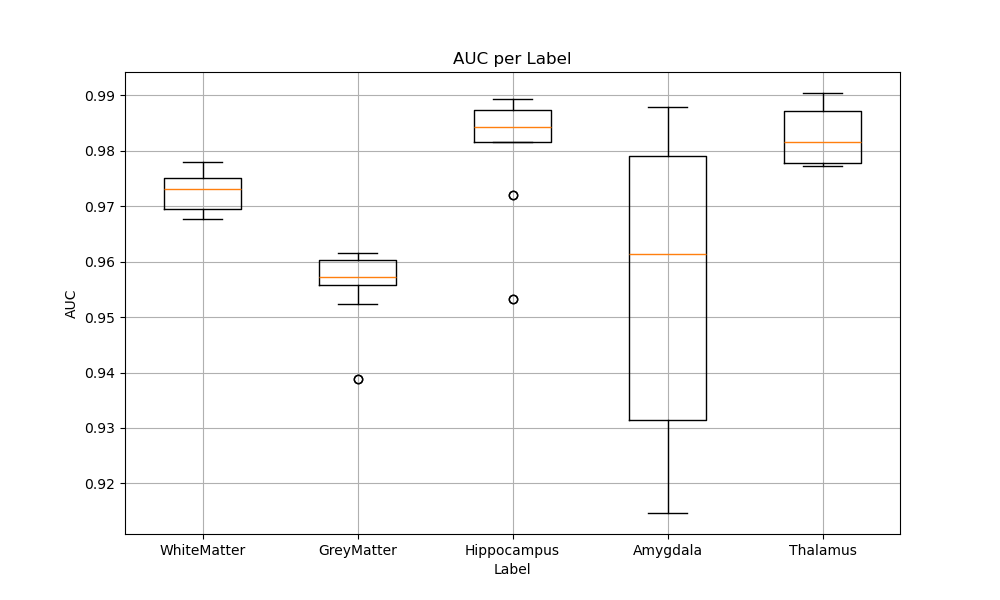 AUC per Label
0.99
0.98
0.97
0.96
0.95
0.94
0.93
0.92
AUC
WhiteMatter GreyMatter Hippocampus Amygdala Thalamus
Label